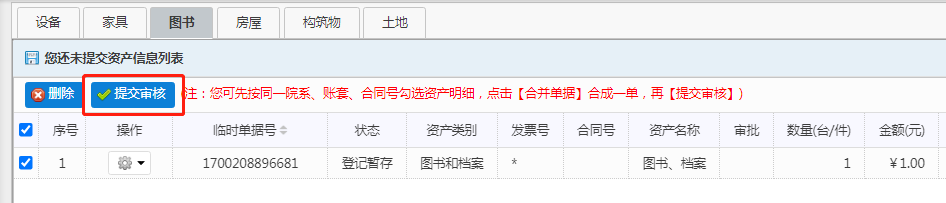 设备 家具 图书 房屋 构筑物 土地
您还未提交资产信息列表
删除 提交审核 (注：您可先按同一院系、账套、合同号勾选资产明细，点击【合并单据】合成一单，再【提交审核】)
序号 操作 临时单据号 状态 资产类别 发票号 合同号 资产名称 审批 数量(台/件) 金额(元)
1 1700208896681 登记暂存 图书和档案 * 图书、档案 1 ￥1.00